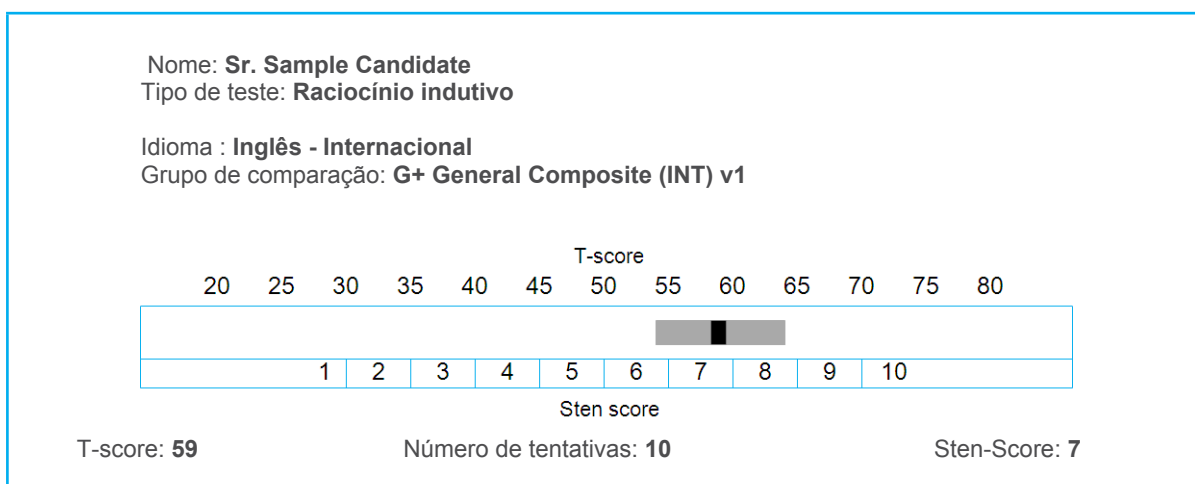 Nome: Sr. Sample Candidate
Tipo de teste: Raciocínio indutivo
Idioma : Inglês - Internacional
Grupo de comparação: G+ General Composite (INT) v1
T-score
20 25 30 35 40 45 50 55 60 65 70 75 80
1 2 3 4 5 6 7 8 9 10
Sten score
T-score: 59 Número de tentativas: 10 Sten-Score: 7